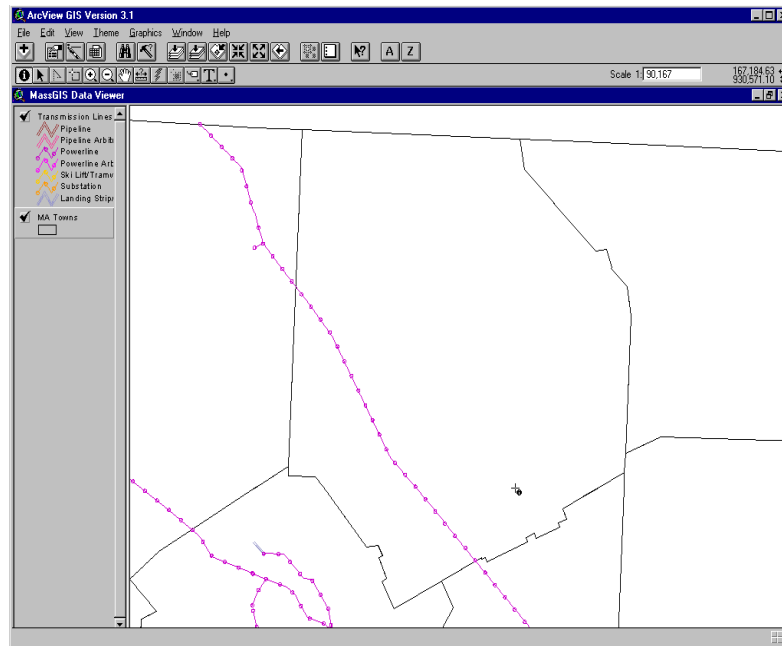 ArcView GIS Version 3.1
File Edit View Theme Graphics Window Help
A Z
T
Scale 1: 90,167
167,184.63
930,571.10
MassGIS Data Viewer
Transmission Lines
Pipeline
Pipeline Arbit
Powerline
Powerline Arb
Ski Lift/Tramw
Substation
Landing Strip
MA Towns